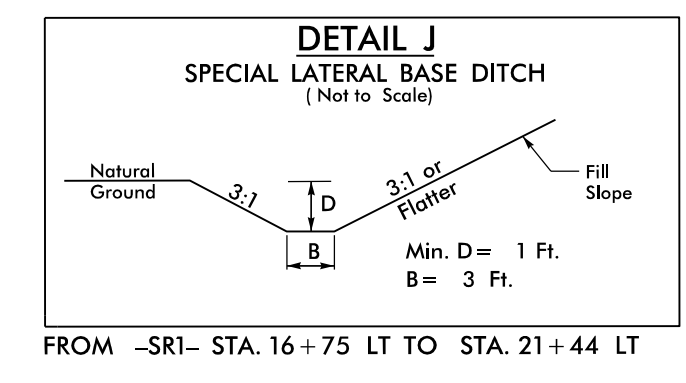 DETAIL J
SPECIAL LATERAL BASE DITCH
( Not to Scale)
Natural
Ground
3:1
D
B
3:1 or
Flatter
Fill
Slope
Min. D= 1 Ft.
B= 3 Ft.
FROM -SR1- STA. 16+75 LT TO STA. 21+44 LT